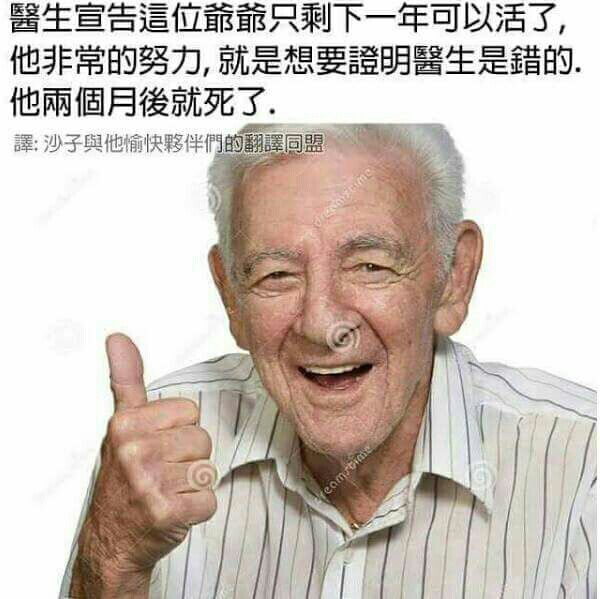 醫生宣告這位爺爺只剩下一年可以活了,
他非常的努力, 就是想要證明醫生是錯的.
他兩個月後就死了.
譯: 沙子與他愉快夥伴們的翻譯同盟
dreamstime
dreamstime